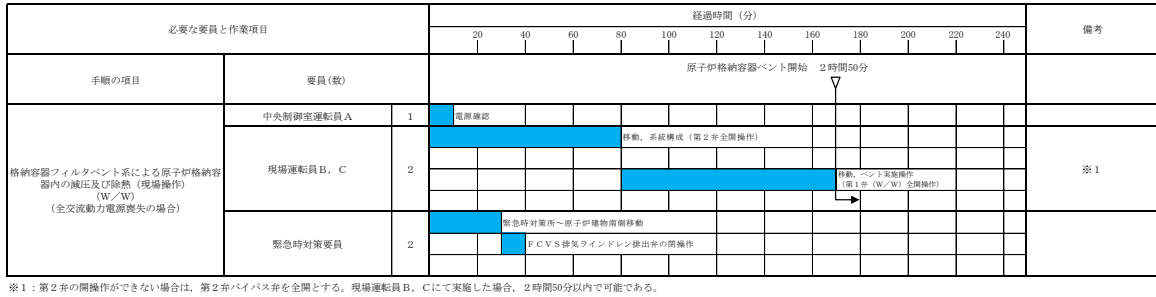 必要な要員と作業項目
経過時間（分）
備考
20 40 60 80 100 120 140 160 180 200 220 240
手順の項目
要員(数)
原子炉格納容器ベント開始　２時間50分
格納容器フィルタベント系による原子炉格納容
器内の減圧及び除熱（現場操作）
（Ｗ／Ｗ）
（全交流動力電源喪失の場合）
中央制御室運転員Ａ
1
電源確認
現場運転員Ｂ，Ｃ
2
移動，系統構成（第２弁全開操作）
移動，ベント実施操作
（第１弁（Ｗ／Ｗ）全開操作）
※１
緊急時対策要員
2
緊急時対策所～原子炉建物南側移動
ＦＣＶＳ排気ラインドレン排出弁の閉操作
※１：第２弁の開操作ができない場合は，第２弁バイパス弁を全開とする。現場運転員Ｂ，Ｃにて実施した場合，２時間50分以内で可能である。